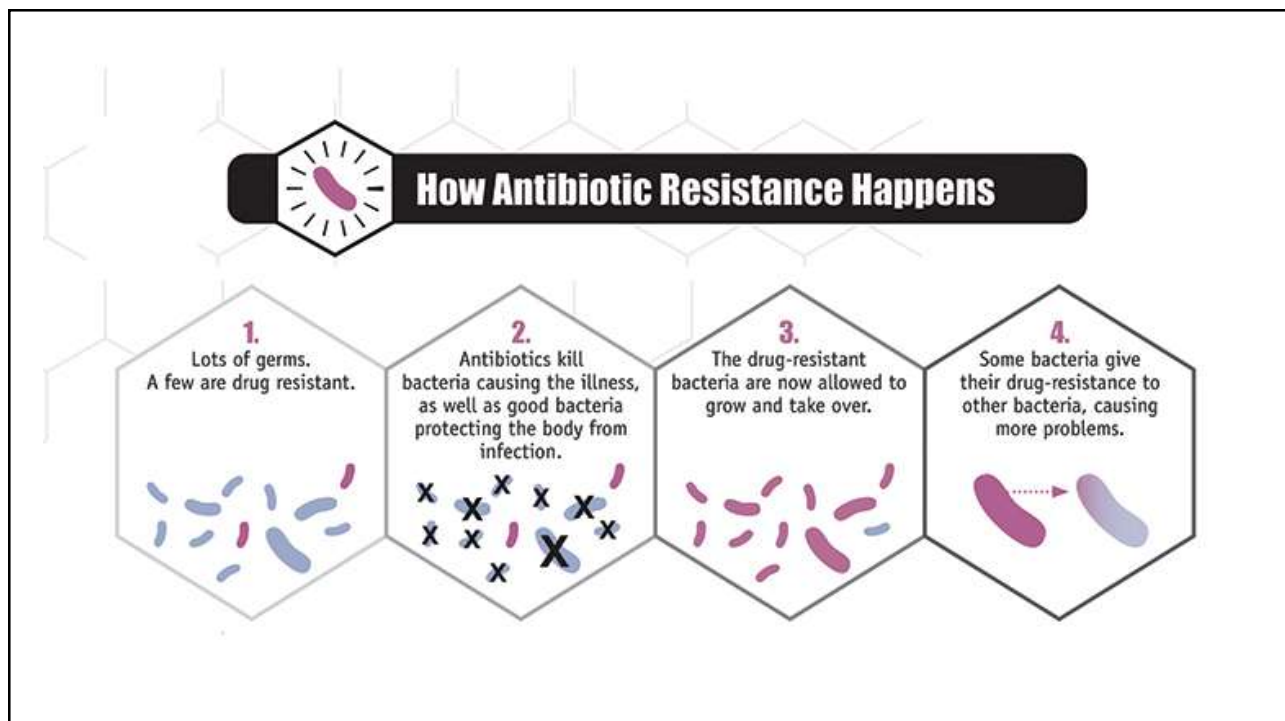 How Antibiotic Resistance Happens
1.
Lots of germs.
A few are drug resistant.
2.
Antibiotics kill
bacteria causing the illness,
as well as good bacteria
protecting the body from
infection.
X X X X X X X X X X
3.
The drug-resistant
bacteria are now allowed to
grow and take over.
4.
Some bacteria give
their drug-resistance to
other bacteria, causing
more problems.